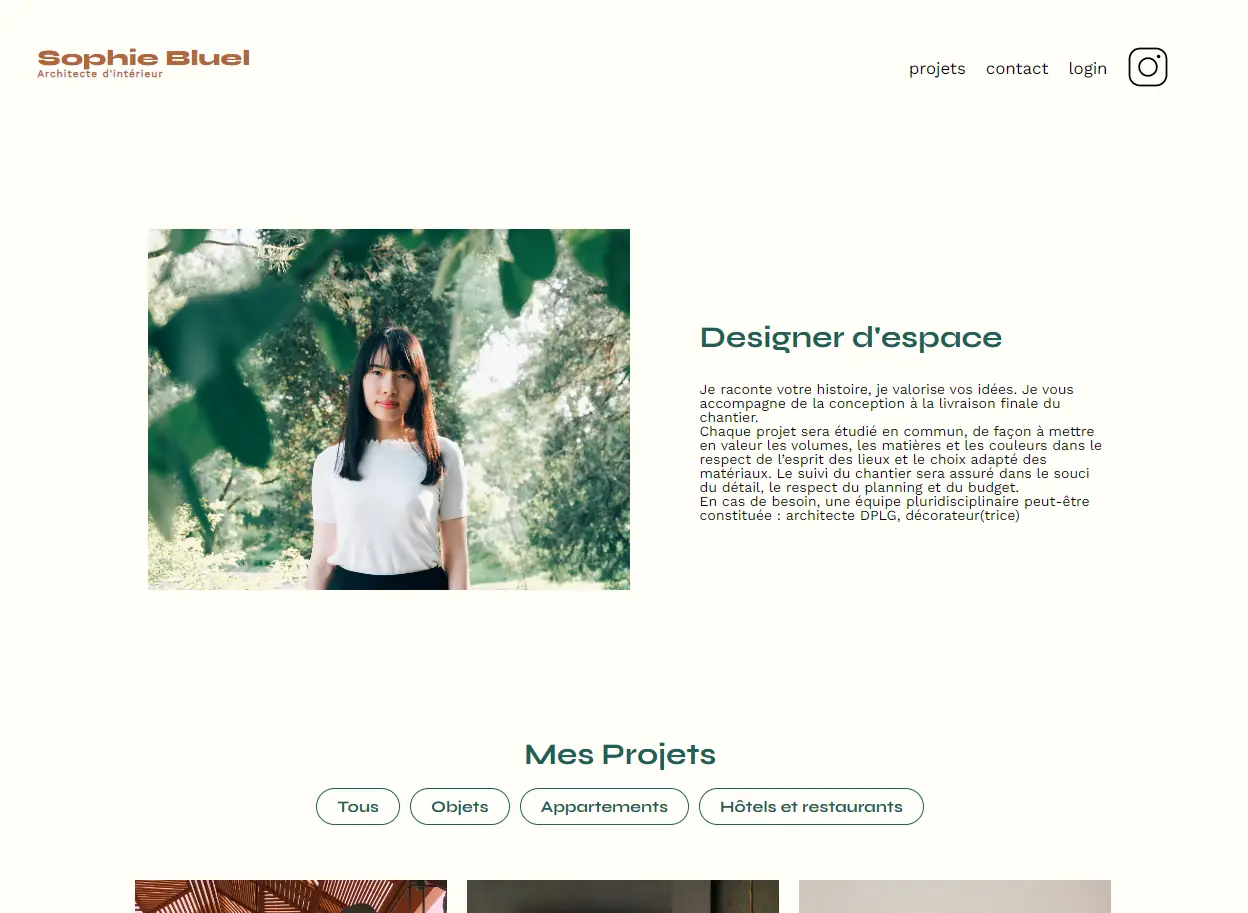 Sophie Bluel
Architecte d'intérieur
projets
contact
login
Designer d'espace
Je raconte votre histoire, je valorise vos idées. Je vous
accompagne de la conception à la livraison finale du
chantier.
Chaque projet sera étudié en commun, de façon à mettre
en valeur les volumes, les matières et les couleurs dans le
respect de l'esprit des lieux et le choix adapté des
matériaux. Le suivi du chantier sera assuré dans le souci
du détail, le respect du planning et du budget.
En cas de besoin, une équipe pluridisciplinaire peut-être
constituée : architecte DPLG, décorateur(trice)
Mes Projets
Tous
Objets
Appartements
Hôtels et restaurants